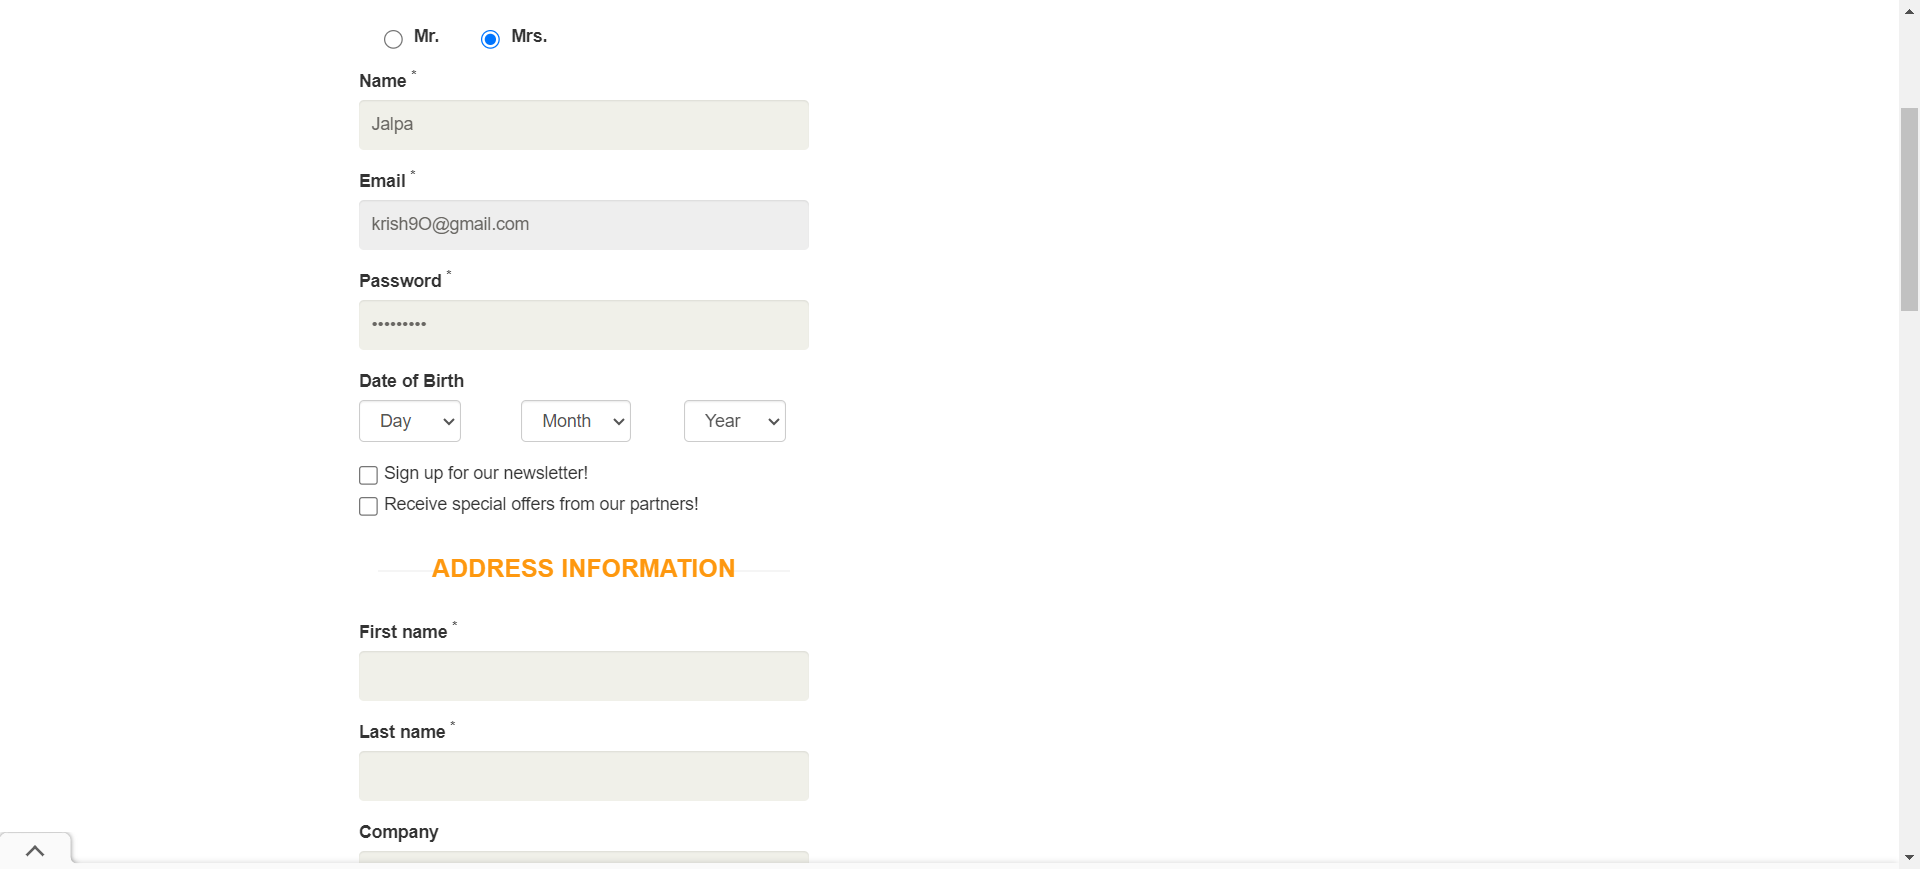 Mr. Mrs.
Name *
Jalpa
Email *
krish9O@gmail.com
Password *
•••••••••
Date of Birth
Day Month Year
Sign up for our newsletter!
Receive special offers from our partners!
ADDRESS INFORMATION
First name *
Last name *
Company